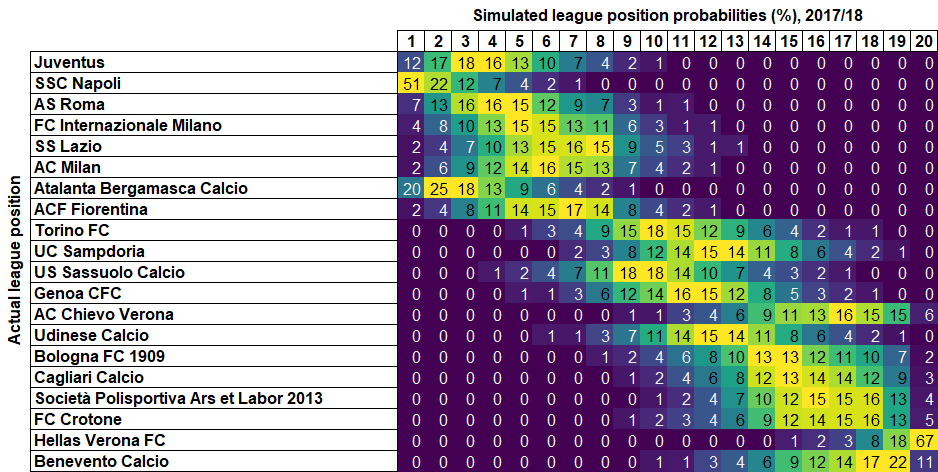 Simulated league position probabilities (%), 2017/18
1 2 3 4 5 6 7 8 9 10 11 12 13 14 15 16 17 18 19 20
Actual league position
Juventus 12 17 18 16 13 10 7 4 2 1 0 0 0 0 0 0 0 0 0 0
SSC Napoli 51 22 12 7 4 2 1 0 0 0 0 0 0 0 0 0 0 0 0 0
AS Roma 7 13 16 16 15 12 9 7 3 1 1 0 0 0 0 0 0 0 0 0
FC Internazionale Milano 4 8 10 13 15 15 13 11 6 3 1 1 0 0 0 0 0 0 0 0
SS Lazio 2 4 7 10 13 15 16 15 9 5 3 1 1 0 0 0 0 0 0 0
AC Milan 2 6 9 12 14 16 15 13 7 4 2 1 0 0 0 0 0 0 0 0
Atalanta Bergamasca Calcio 20 25 18 13 9 6 4 2 1 0 0 0 0 0 0 0 0 0 0 0
ACF Fiorentina 2 4 8 11 14 15 17 14 8 4 2 1 0 0 0 0 0 0 0 0
Torino FC 0 0 0 0 1 3 4 9 15 18 15 12 9 6 4 2 1 1 0 0
UC Sampdoria 0 0 0 0 0 0 2 3 8 12 14 15 14 11 8 6 4 2 1 0
US Sassuolo Calcio 0 0 0 1 2 4 7 11 18 18 14 10 7 4 3 2 1 0 0 0
Genoa CFC 0 0 0 0 1 1 3 6 12 14 16 15 12 8 5 3 2 1 0 0
AC Chievo Verona 0 0 0 0 0 0 0 0 1 1 3 4 6 9 11 13 16 15 15 6
Udinese Calcio 0 0 0 0 0 1 1 3 7 11 14 15 14 11 8 6 4 2 1 0
Bologna FC 1909 0 0 0 0 0 0 0 1 2 4 6 8 10 13 13 12 11 10 7 2
Cagliari Calcio 0 0 0 0 0 0 0 0 1 2 4 6 8 12 13 14 14 12 9 3
Società Polisportiva Ars et Labor 2013 0 0 0 0 0 0 0 0 1 2 4 7 10 12 15 15 16 13 4
FC Crotone 0 0 0 0 0 0 0 0 1 2 3 4 6 9 12 14 15 16 13 5
Hellas Verona FC 0 0 0 0 0 0 0 0 0 0 0 0 0 0 1 2 3 8 18 67
Benevento Calcio 0 0 0 0 0 0 0 0 0 1 1 3 4 6 9 12 14 17 22 11